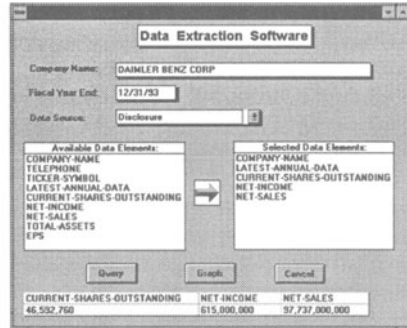 Data Extraction Software
Company Name: DAIMLER BENZ CORP
Fiscal Year End: 12/31/93
Data Source: Disclosure
Available Data Elements:
COMPANY-NAME
TELEPHONE
TICKER-SYMBOL
LATEST-ANNUAL-DATA
CURRENT-SHARES-OUTSTANDING
NET-INCOME
NET-SALES
TOTAL-ASSETS
EPS
Selected Data Elements:
COMPANY-NAME
LATEST-ANNUAL-DATA
CURRENT-SHARES-OUTSTANDING
NET-INCOME
NET-SALES
Query Graph Cancel
CURRENT-SHARES-OUTSTANDING NET-INCOME NET-SALES
46,592,760 615,000,000 97,737,000,000